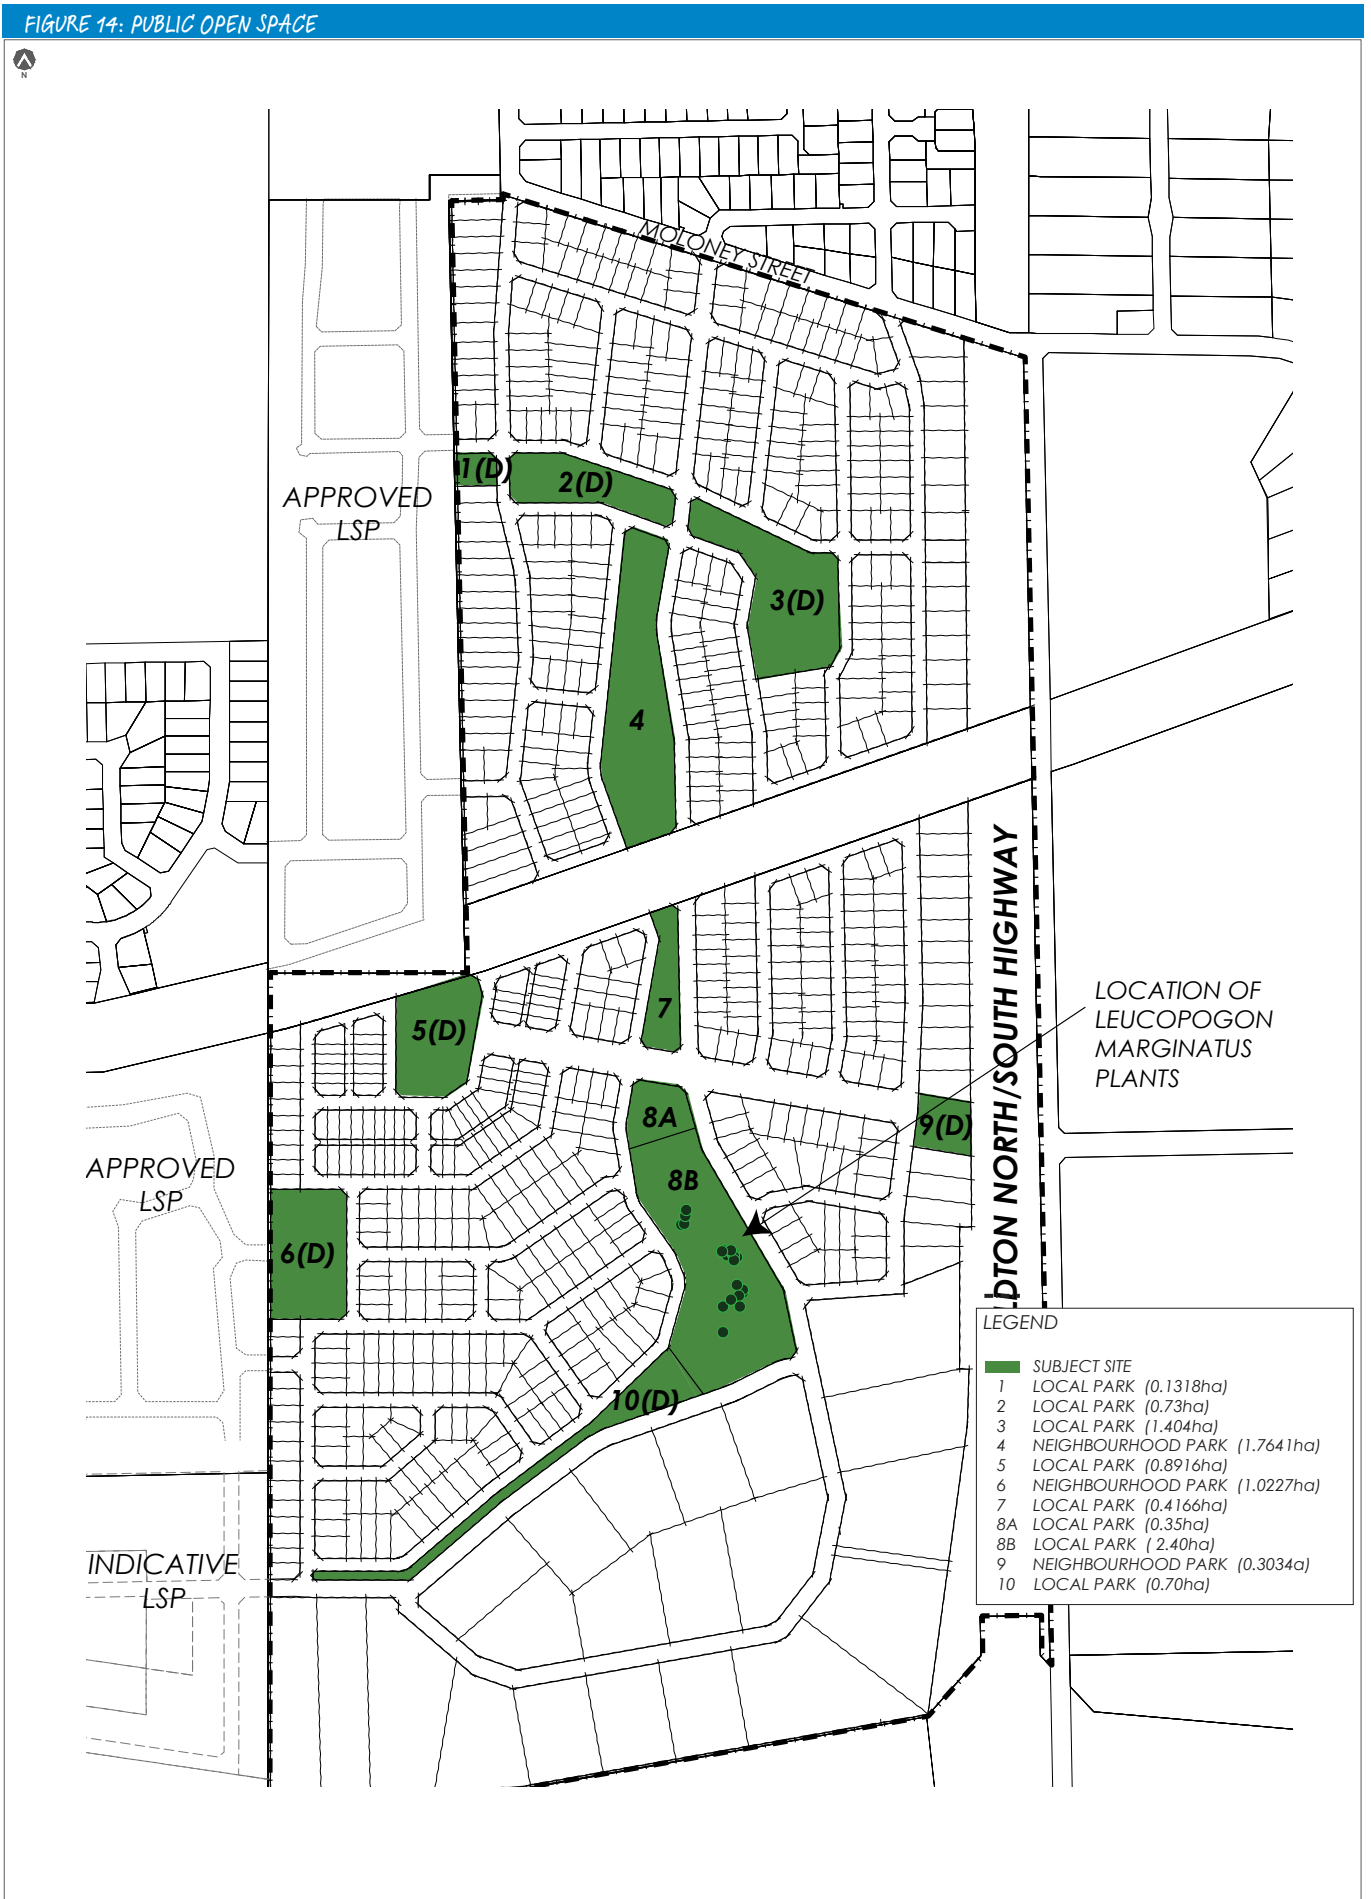 FIGURE 14: PUBLIC OPEN SPACE
N
MOLONEY STREET
1(D)
2(D)
APPROVED
LSP
3(D)
4
LOCATION OF
LEUCOPOGON
MARGINATUS
PLANTS
7
5(D)
8A
9(D)
APPROVED
LSP
8B
6(D)
LDTON NORTH/SOUTH HIGHWAY
10(D)
INDICATIVE
LSP
LEGEND
SUBJECT SITE
1 LOCAL PARK (0.1318ha)
2 LOCAL PARK (0.73ha)
3 LOCAL PARK (1.404ha)
4 NEIGHBOURHOOD PARK (1.7641ha)
5 LOCAL PARK (0.8916ha)
6 NEIGHBOURHOOD PARK (1.0227ha)
7 LOCAL PARK (0.4166ha)
8A LOCAL PARK (0.35ha)
8B LOCAL PARK ( 2.40ha)
9 NEIGHBOURHOOD PARK (0.3034a)
10 LOCAL PARK (0.70ha)